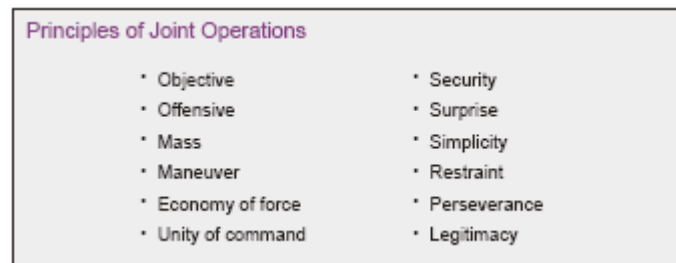 Principles of Joint Operations
· Objective
· Offensive
· Mass
· Maneuver
· Economy of force
· Unity of command
· Security
· Surprise
· Simplicity
· Restraint
· Perseverance
· Legitimacy